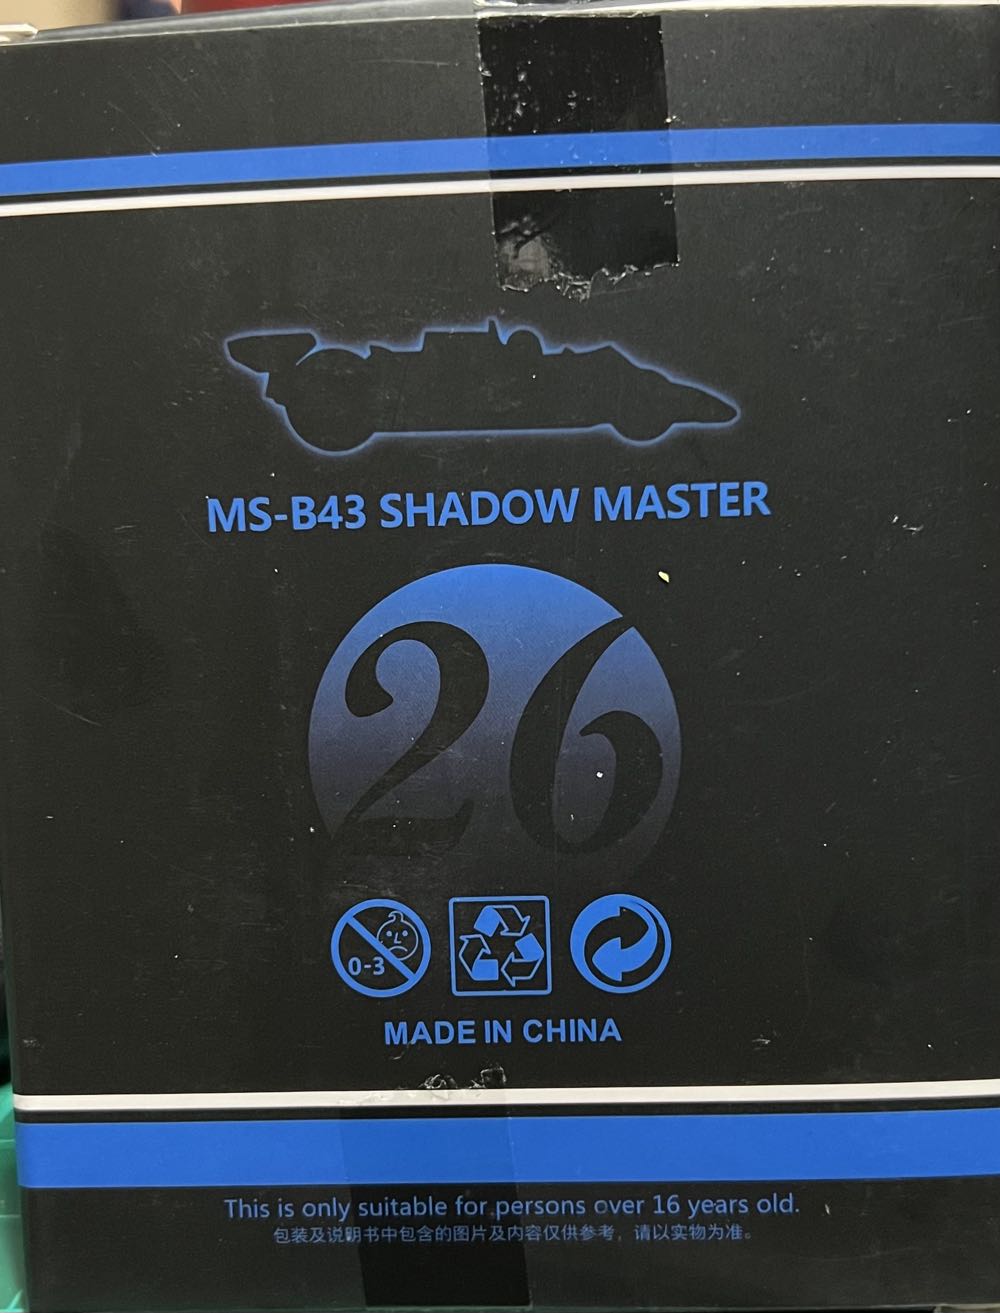 MS-B43 SHADOW MASTER
26
0-3
MADE IN CHINA
This is only suitable for persons over 16 years old.
包装及说明书中包含的图片及内容仅供参考，请以实物为准。